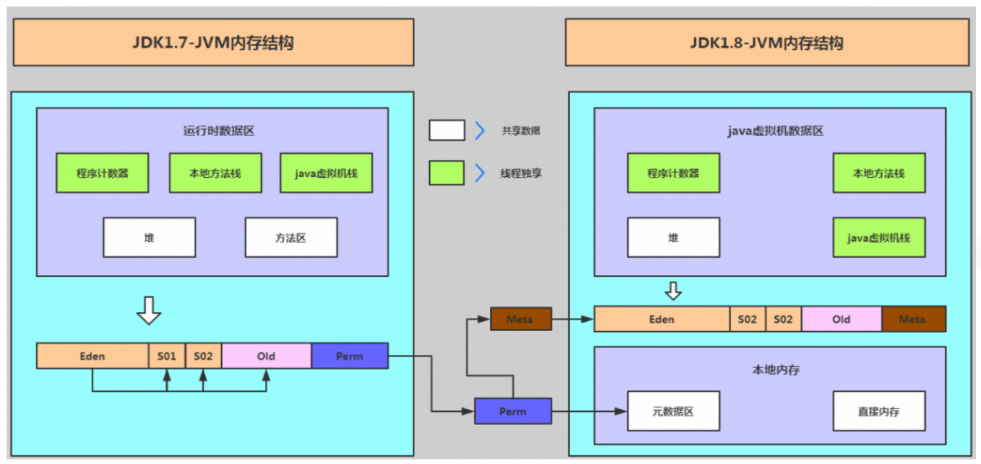 JDK1.7-JVM内存结构
JDK1.8-JVM内存结构
运行时数据区
程序计数器
本地方法栈
java虚拟机栈
堆
方法区
Eden
S01
S02
Old
Perm
共享数据
线程独享
Meta
Perm
java虚拟机数据区
程序计数器
本地方法栈
堆
java虚拟机栈
Eden
S02
S02
Old
Meta
本地内存
元数据区
直接内存